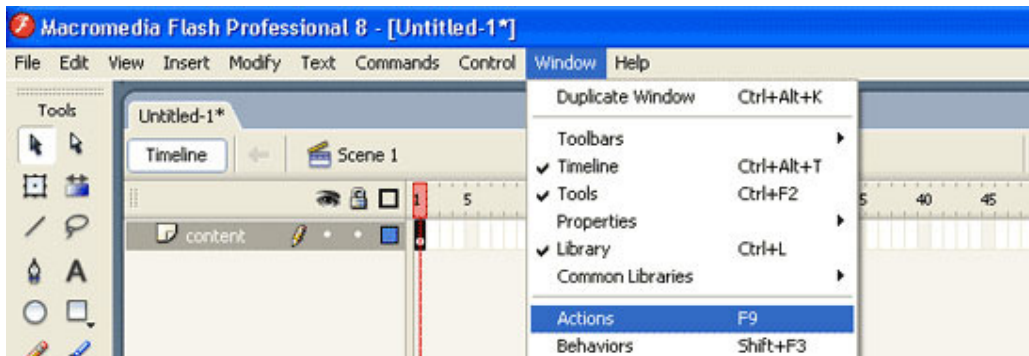 Macromedia Flash Professional 8 - [Untitled-1*]
File Edit View Insert Modify Text Commands Control Window Help
Tools
Untitled-1*
Timeline
Scene 1
1 5
content
A
Duplicate Window Ctrl+Alt+K
Toolbars
Timeline Ctrl+Alt+T
Tools Ctrl+F2
Properties
Library Ctrl+L
Common Libraries
Actions F9
Behaviors Shift+F3
5 40 45